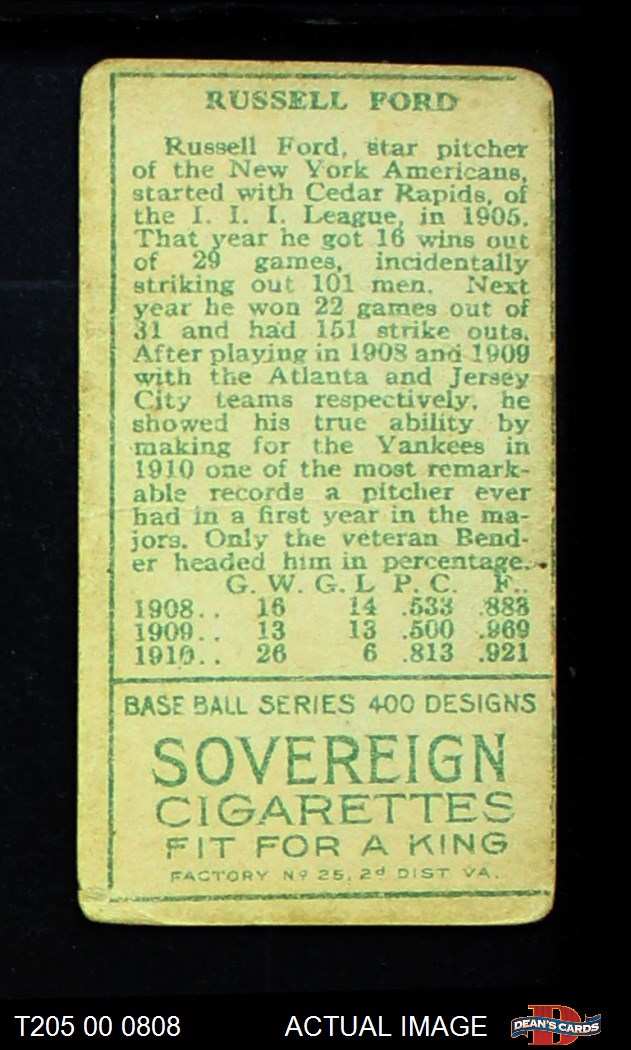 RUSSELL FORD
Russell Ford, star pitcher
of the New York Americans,
started with Cedar Rapids, of
the I. I. I. League, in 1905.
That year he got 16 wins out
of 29 games, incidentally
striking out 101 men. Next
year he won 22 games out of
31 and had 151 strike outs.
After playing in 1908 and 1909
with the Atlanta and Jersey
City teams respectively, he
showed his true ability by
making for the Yankees in
1910 one of the most remark-
able records a pitcher ever
had in a first year in the ma-
jors. Only the veteran Bend-
er headed him in percentage.
G. W. G. L P. C. F.
1908.. 16 14 .533 .883
1909.. 13 13 .500 .969
1910.. 26 6 .813 .921
BASE BALL SERIES 400 DESIGNS
SOVEREIGN
CIGARETTES
FIT FOR A KING
FACTORY Nº 25, 2d DIST VA.
T205 00 0808 ACTUAL IMAGE D DEAN'S CARDS